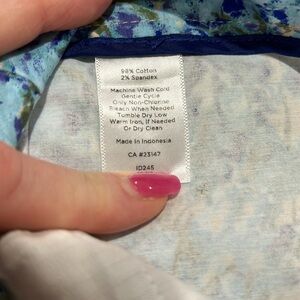 98% Cotton
2% Spandex
Machine Wash Cold
Gentle Cycle
Only Non-Chlorine
Bleach When Needed
Tumble Dry Low
Warm Iron, If Needed
Or Dry Clean
Made In Indonesia
CA #23147
ID245